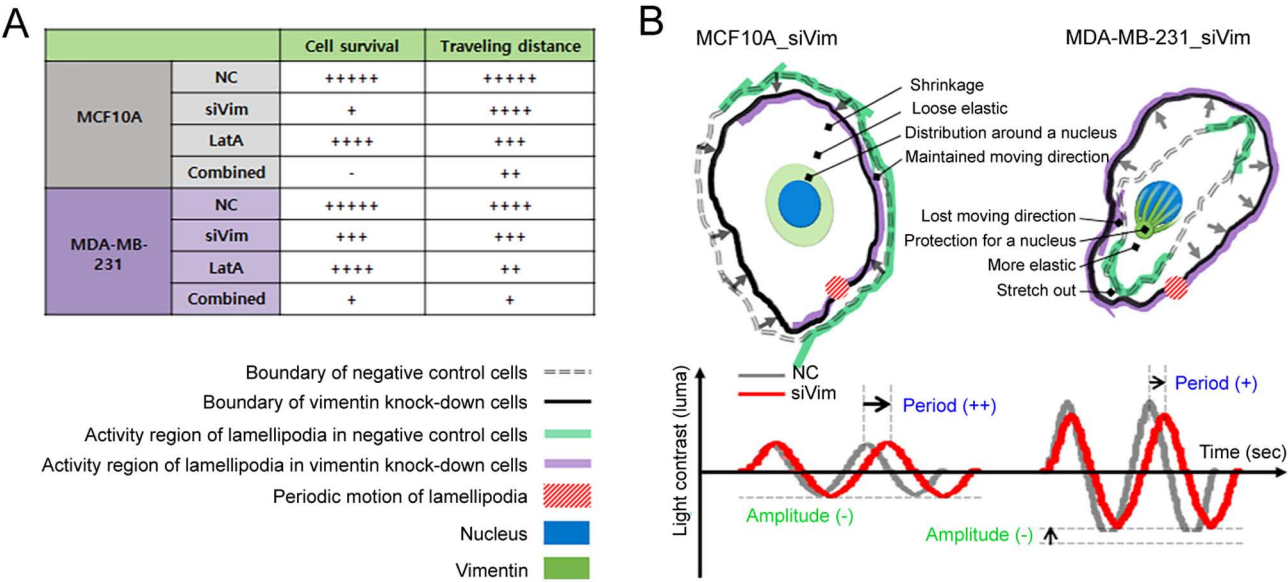 A
Cell survival Traveling distance
MCF10A
NC +++++ +++++
siVim + ++++
LatA ++++ +++
Combined - ++
MDA-MB-
231
NC +++++ ++++
siVim +++ +++
LatA ++++ ++
Combined + +
Boundary of negative control cells
Boundary of vimentin knock-down cells
Activity region of lamellipodia in negative control cells
Activity region of lamellipodia in vimentin knock-down cells
Periodic motion of lamellipodia
Nucleus
Vimentin
B
MCF10A_siVim
MDA-MB-231_siVim
Shrinkage
Loose elastic
Distribution around a nucleus
Maintained moving direction
Lost moving direction
Protection for a nucleus
More elastic
Stretch out
Light contrast (luma)
NC
siVim
Period (++)
Period (+)
Time (sec)
Amplitude (-)
Amplitude (-)